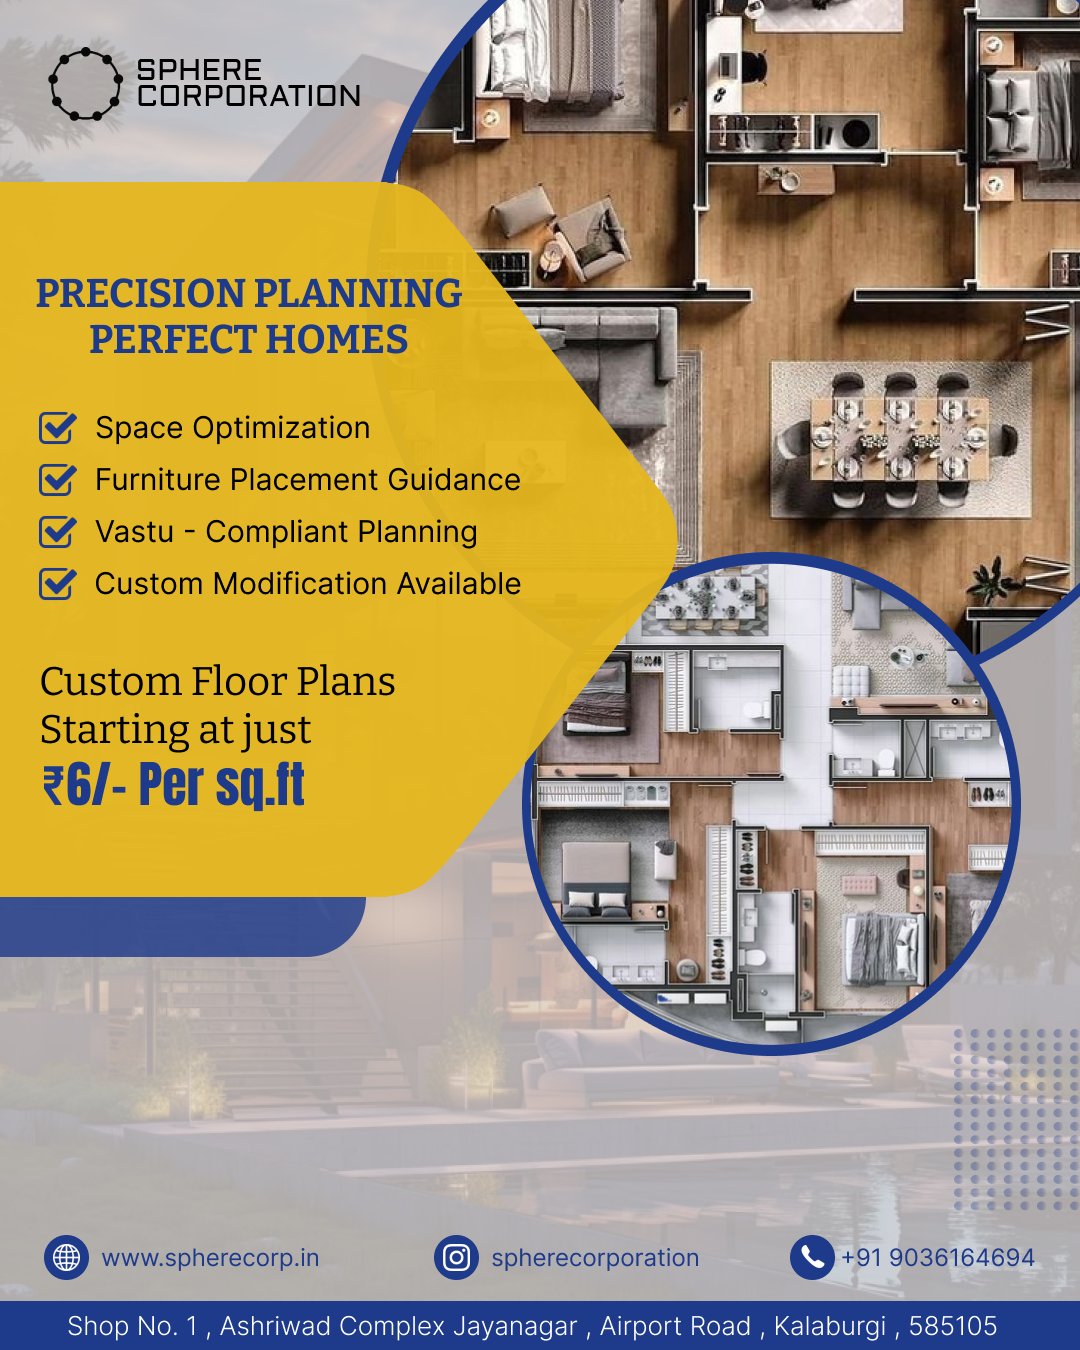 SPHERE
CORPORATION
PRECISION PLANNING
PERFECT HOMES
Space Optimization
Furniture Placement Guidance
Vastu - Compliant Planning
Custom Modification Available
Custom Floor Plans
Starting at just
₹6/- Per sq.ft
www.spherecorp.in
spherecorporation
+91 9036164694
Shop No. 1 , Ashriwad Complex Jayanagar , Airport Road , Kalaburgi , 585105